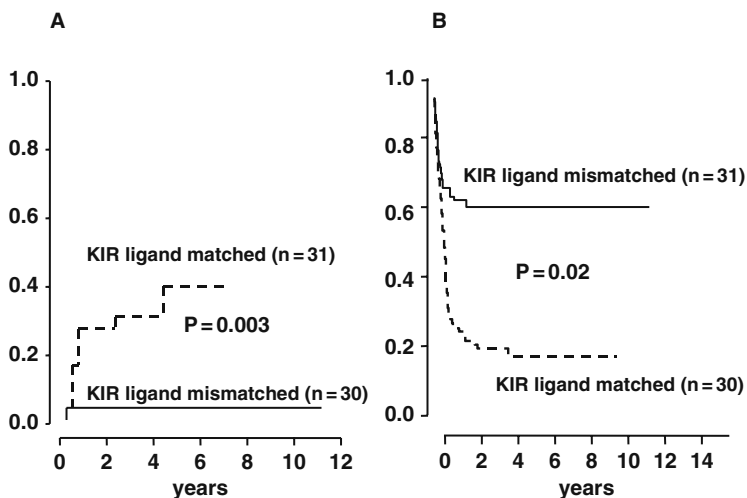 A
1.0
0.8
0.6
0.4
0.2
0.0
KIR ligand matched (n = 31)
P = 0.003
KIR ligand mismatched (n = 30)
0 2 4 6 8 10 12
years
B
1.0
0.8
0.6
0.4
0.2
0.0
KIR ligand mismatched (n = 31)
P = 0.02
KIR ligand matched (n = 30)
0 2 4 6 8 10 12 14
years